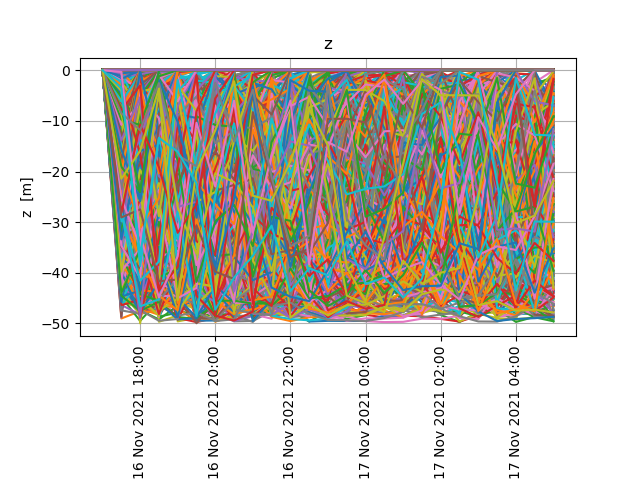 z
0
−10
−20
−30
−40
−50
z [m]
16 Nov 2021 18:00
16 Nov 2021 20:00
16 Nov 2021 22:00
17 Nov 2021 00:00
17 Nov 2021 02:00
17 Nov 2021 04:00